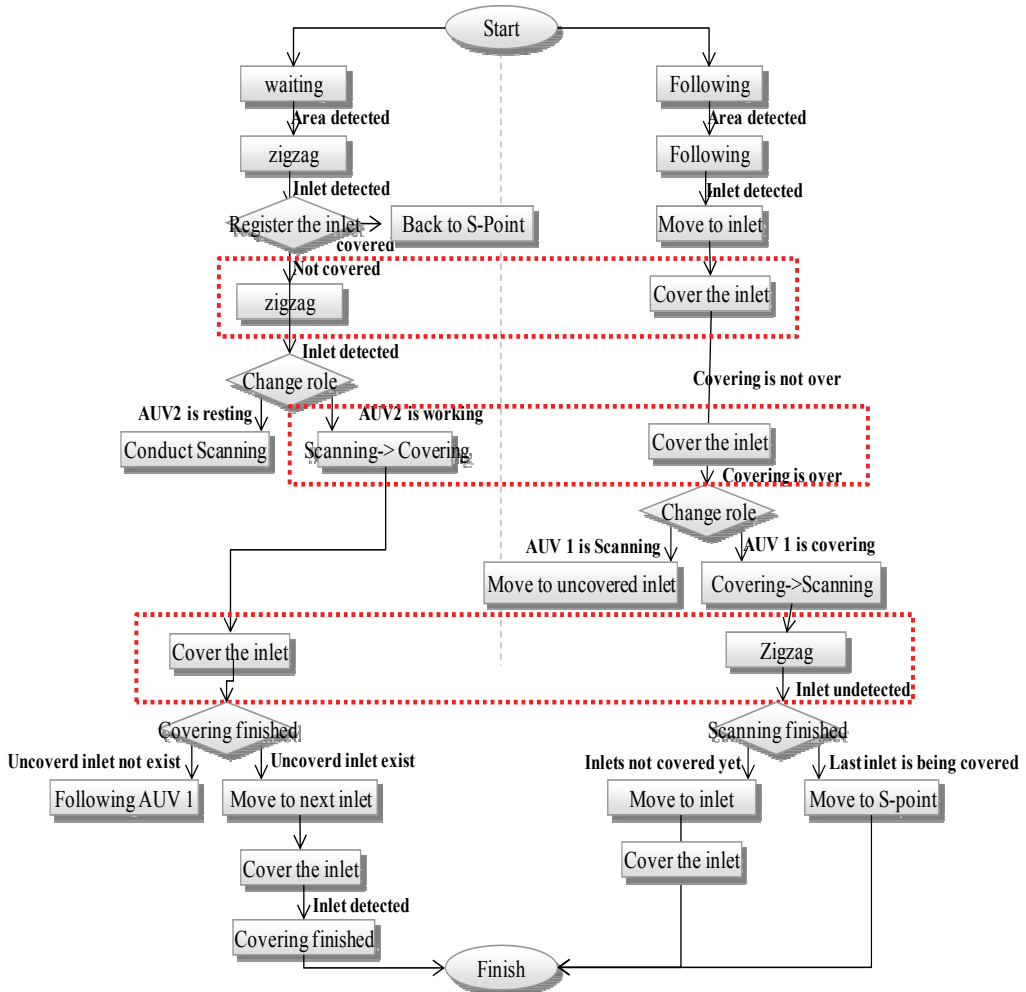 Start
waiting
Following
Area detected
Area detected
zigzag
Following
Inlet detected
Inlet detected
Register the inlet
Back to S-Point
Move to inlet
covered
Not covered
zigzag
Cover the inlet
Inlet detected
Change role
Covering is not over
AUV2 is resting
AUV2 is working
Conduct Scanning
Scanning-> Covering
Cover the inlet
Covering is over
Change role
AUV 1 is Scanning
AUV 1 is covering
Move to uncovered inlet
Covering->Scanning
Cover the inlet
Zigzag
Inlet undetected
Covering finished
Scanning finished
Uncoverd inlet not exist
Uncoverd inlet exist
Inlets not covered yet
Last inlet is being covered
Following AUV 1
Move to next inlet
Move to inlet
Move to S-point
Cover the inlet
Cover the inlet
Inlet detected
Covering finished
Finish